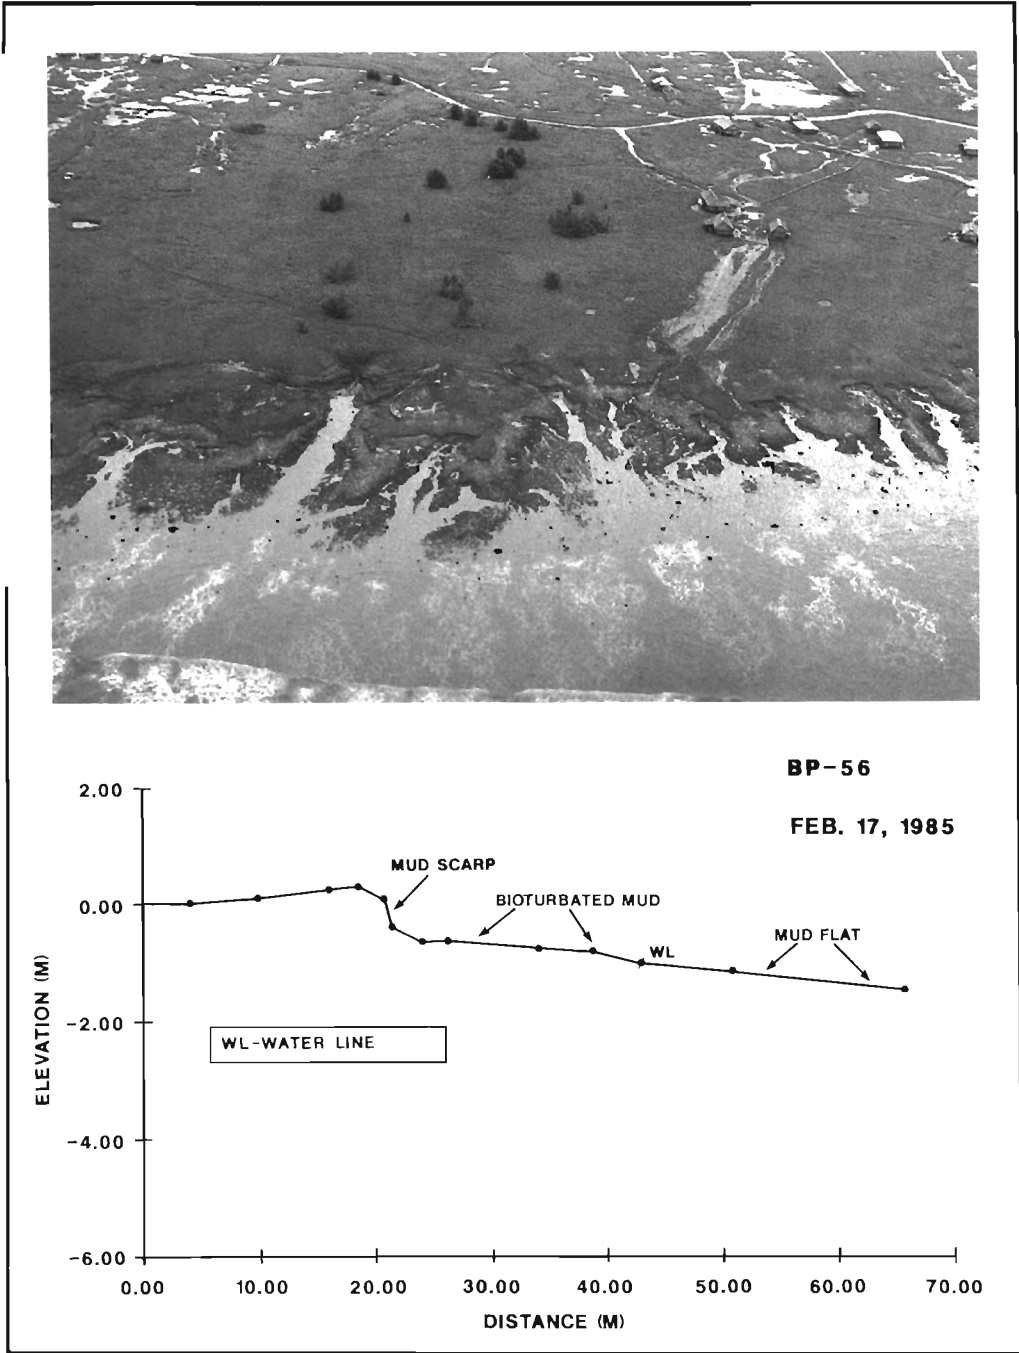 BP-56
FEB. 17, 1985
2.00
0.00
-2.00
-4.00
-6.00
ELEVATION (M)
MUD SCARP
BIOTURBATED MUD
WL
MUD FLAT
WL-WATER LINE
0.00 10.00 20.00 30.00 40.00 50.00 60.00 70.00
DISTANCE (M)